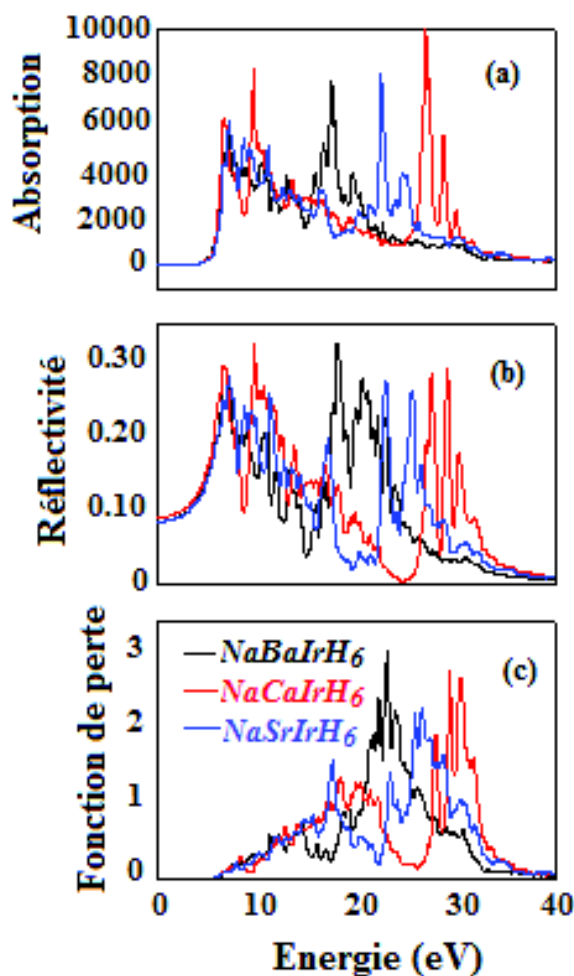 Absorption
10000
8000
6000
4000
2000
0
(a)
Réflectivité
0.30
0.20
0.10
0
(b)
Fonction de perte
3
2
1
0
NaBaIrH6
NaCaIrH6
NaSrIrH6
(c)
0 10 20 30 40
Energie (eV)